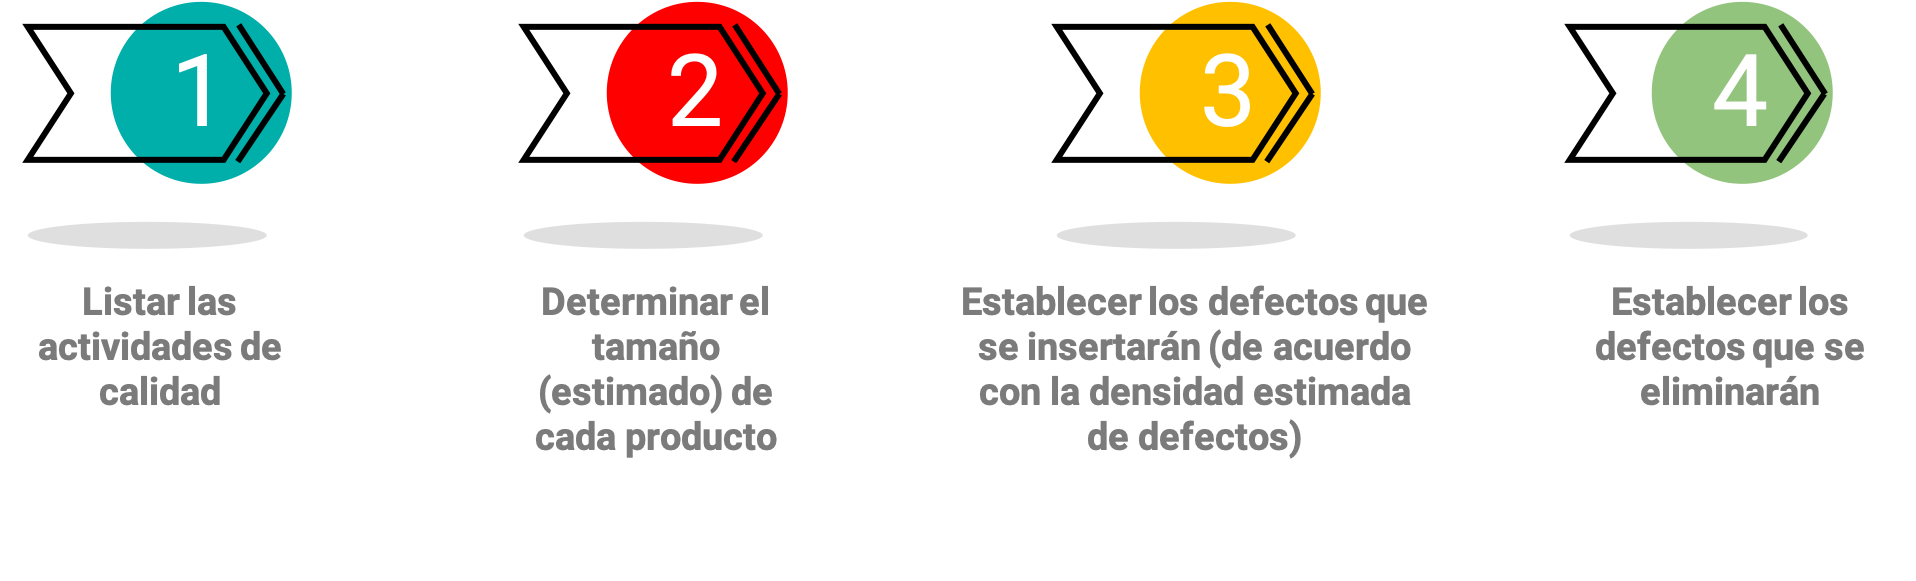 1
Listar las
actividades de
calidad
2
Determinar el
tamaño
(estimado) de
cada producto
3
Establecer los defectos que
se insertarán (de acuerdo
con la densidad estimada
de defectos)
4
Establecer los
defectos que se
eliminarán